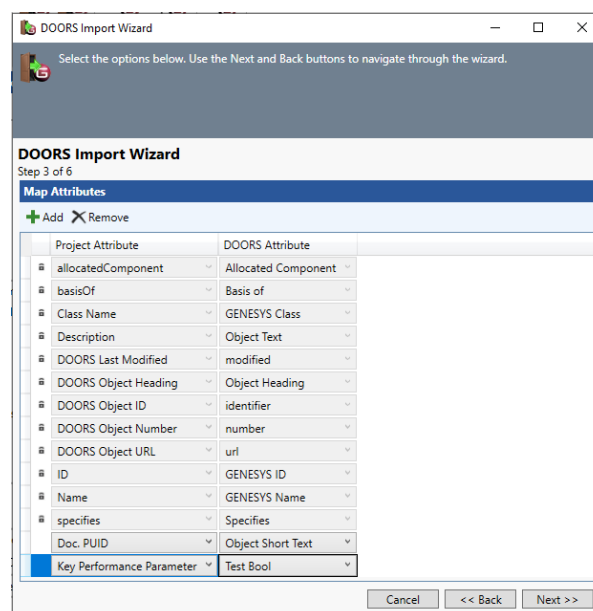 DOORS Import Wizard
Select the options below. Use the Next and Back buttons to navigate through the wizard.
DOORS Import Wizard
Step 3 of 6
Map Attributes
Add Remove
Project Attribute DOORS Attribute
allocatedComponent Allocated Component
basisOf Basis of
Class Name GENESYS Class
Description Object Text
DOORS Last Modified modified
DOORS Object Heading Object Heading
DOORS Object ID identifier
DOORS Object Number number
DOORS Object URL url
ID GENESYS ID
Name GENESYS Name
specifies Specifies
Doc. PUID Object Short Text
Key Performance Parameter Test Bool
Cancel << Back Next >>